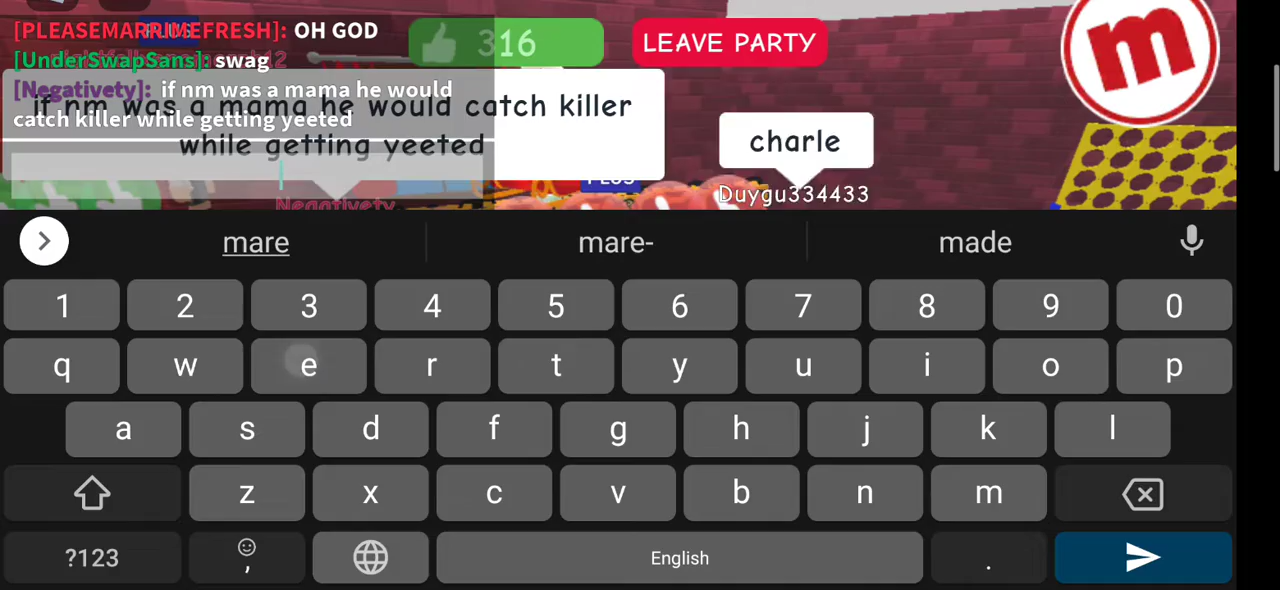 [PLEASEMARRIMEFRESH]: OH GOD
[UnderSwapSans]: swag
[Negativety]: if nm was a mama he would
catch killer while getting yeeted
if nm was a mama he would catch killer
while getting yeeted
Negativety
316
LEAVE PARTY
m
charle
Duygu334433
PLUS
mare
mare-
made
1 2 3 4 5 6 7 8 9 0
q w e r t y u i o p
a s d f g h j k l
z x c v b n m
?123 , English .